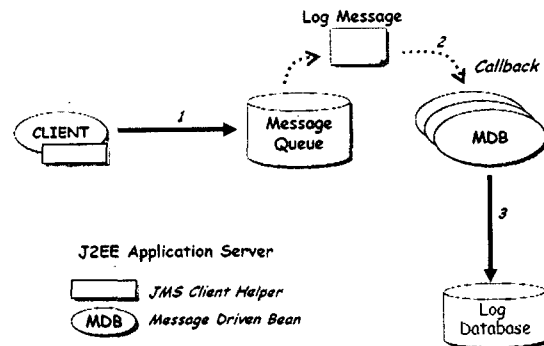 Log Message
2
Callback
1
CLIENT
Message
Queue
MDB
3
J2EE Application Server
JMS Client Helper
MDB
Message Driven Bean
Log
Database